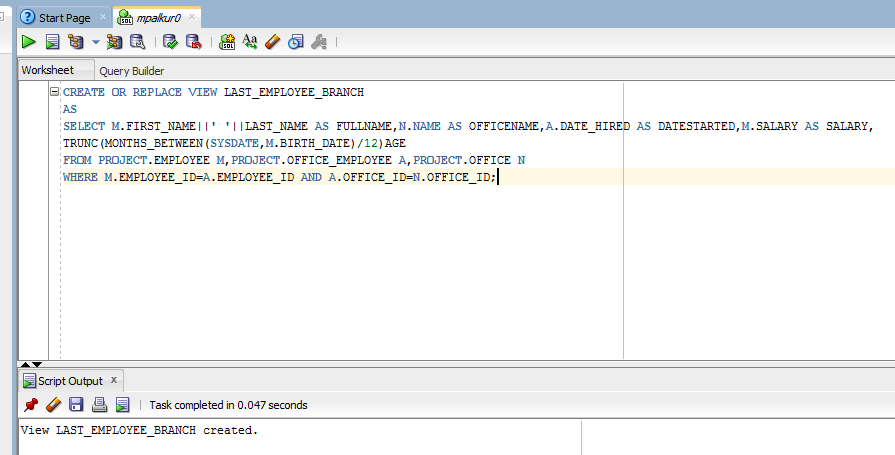 Start Page
mpalkur0
Worksheet
Query Builder
CREATE OR REPLACE VIEW LAST_EMPLOYEE_BRANCH
AS
SELECT M.FIRST_NAME||' '||LAST_NAME AS FULLNAME,N.NAME AS OFFICENAME,A.DATE_HIRED AS DATESTARTED,M.SALARY AS SALARY,
TRUNC(MONTHS_BETWEEN(SYSDATE,M.BIRTH_DATE)/12)AGE
FROM PROJECT.EMPLOYEE M,PROJECT.OFFICE_EMPLOYEE A,PROJECT.OFFICE N
WHERE M.EMPLOYEE_ID=A.EMPLOYEE_ID AND A.OFFICE_ID=N.OFFICE_ID;
Script Output
Task completed in 0.047 seconds
View LAST_EMPLOYEE_BRANCH created.